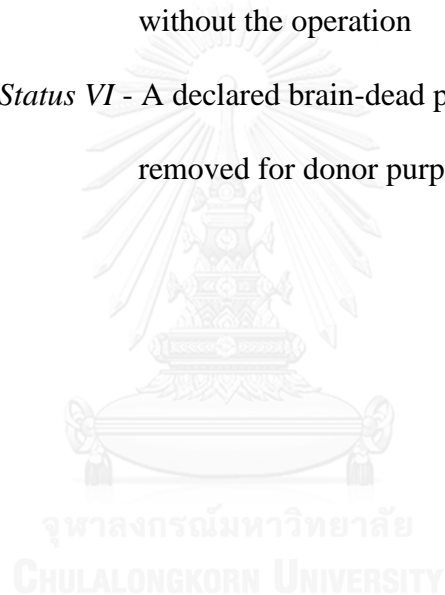 without the operation
Status VI - A declared brain-dead p
removed for donor purp
จุฬาลงกรณ์มหาวิทยาลัย
CHULALONGKORN UNIVERSITY